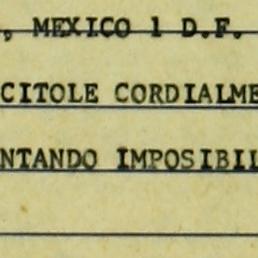 , MEXICO 1 D.F.
CITOLE CORDIALME
NTANDO IMPOSIBIL